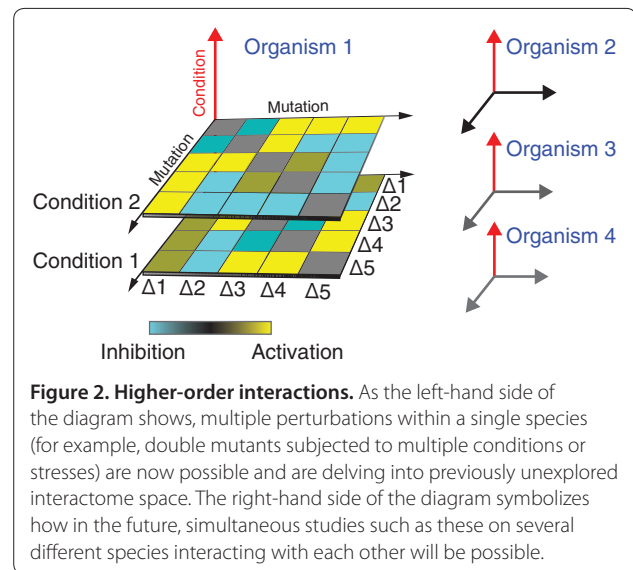 Organism 1
Organism 2
Condition
Mutation
Mutation
Organism 3
Condition 2
Δ1
Δ2
Δ3
Δ4
Δ5
Organism 4
Condition 1
Δ1 Δ2 Δ3 Δ4 Δ5
Inhibition Activation
Figure 2. Higher-order interactions. As the left-hand side of
the diagram shows, multiple perturbations within a single species
(for example, double mutants subjected to multiple conditions or
stresses) are now possible and are delving into previously unexplored
interactome space. The right-hand side of the diagram symbolizes
how in the future, simultaneous studies such as these on several
different species interacting with each other will be possible.